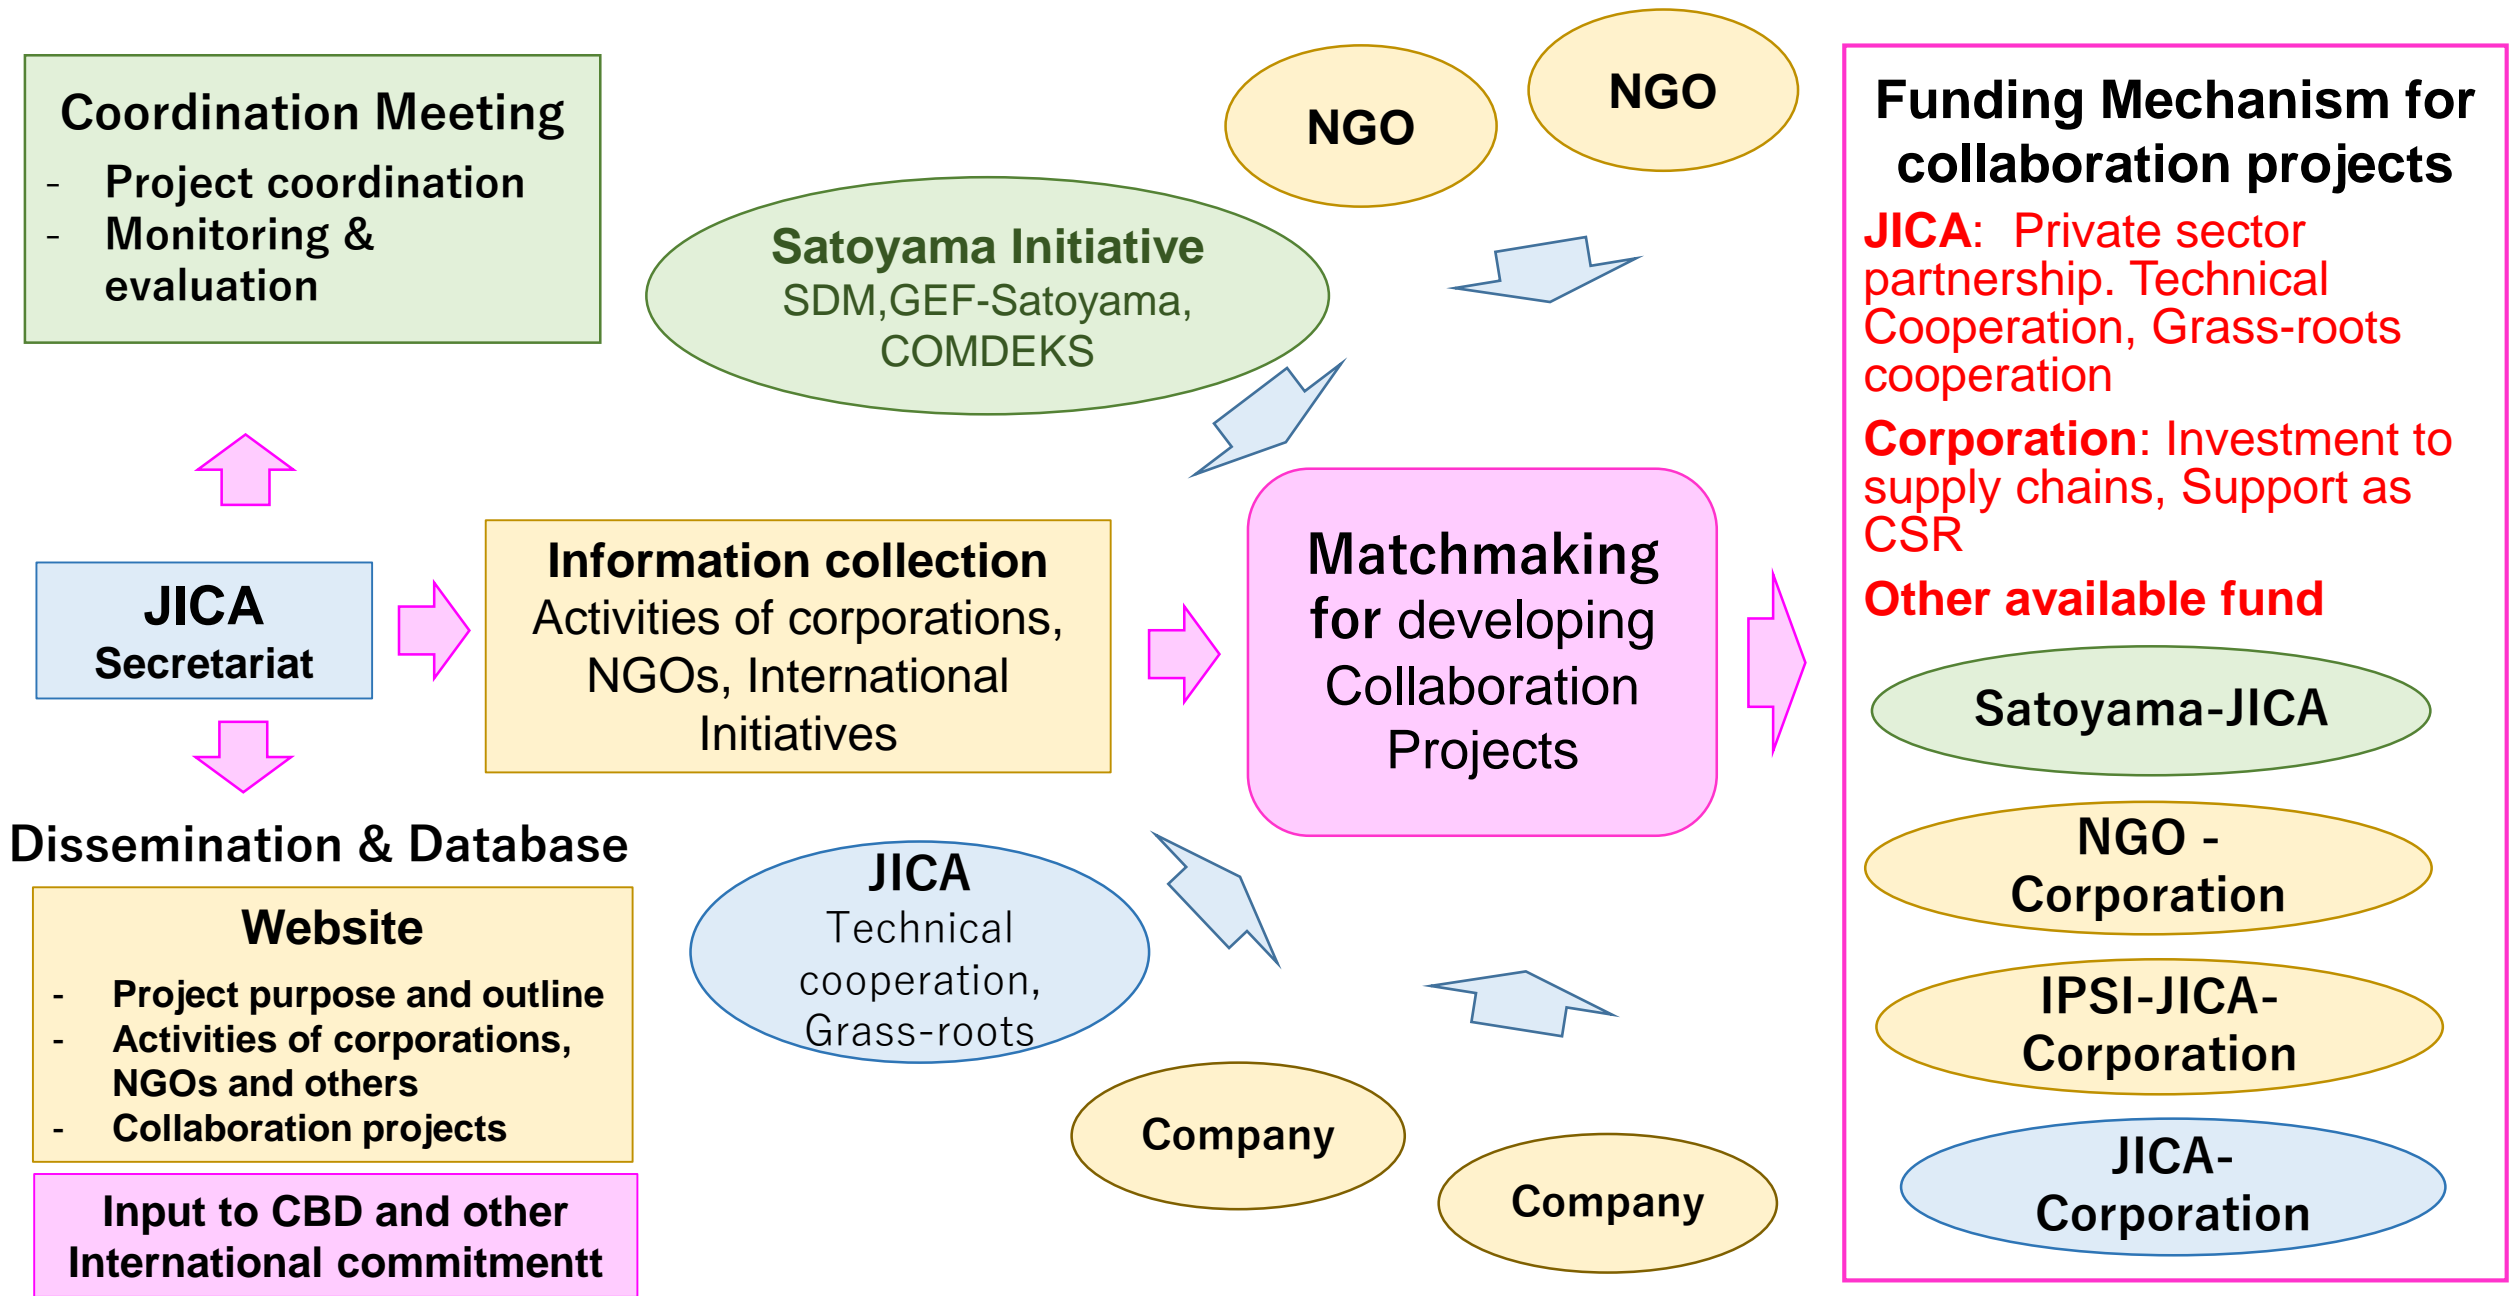 Coordination Meeting
- Project coordination
- Monitoring &
evaluation
NGO
NGO
Satoyama Initiative
SDM,GEF-Satoyama,
COMDEKS
JICA
Secretariat
Information collection
Activities of corporations,
NGOs, International
Initiatives
Matchmaking
for developing
Collaboration
Projects
Dissemination & Database
Website
- Project purpose and outline
- Activities of corporations,
NGOs and others
- Collaboration projects
Input to CBD and other
International commitmentt
JICA
Technical
cooperation,
Grass-roots
Company
Company
Funding Mechanism for
collaboration projects
JICA: Private sector
partnership. Technical
Cooperation, Grass-roots
cooperation
Corporation: Investment to
supply chains, Support as
CSR
Other available fund
Satoyama-JICA
NGO -
Corporation
IPSI-JICA-
Corporation
JICA-
Corporation